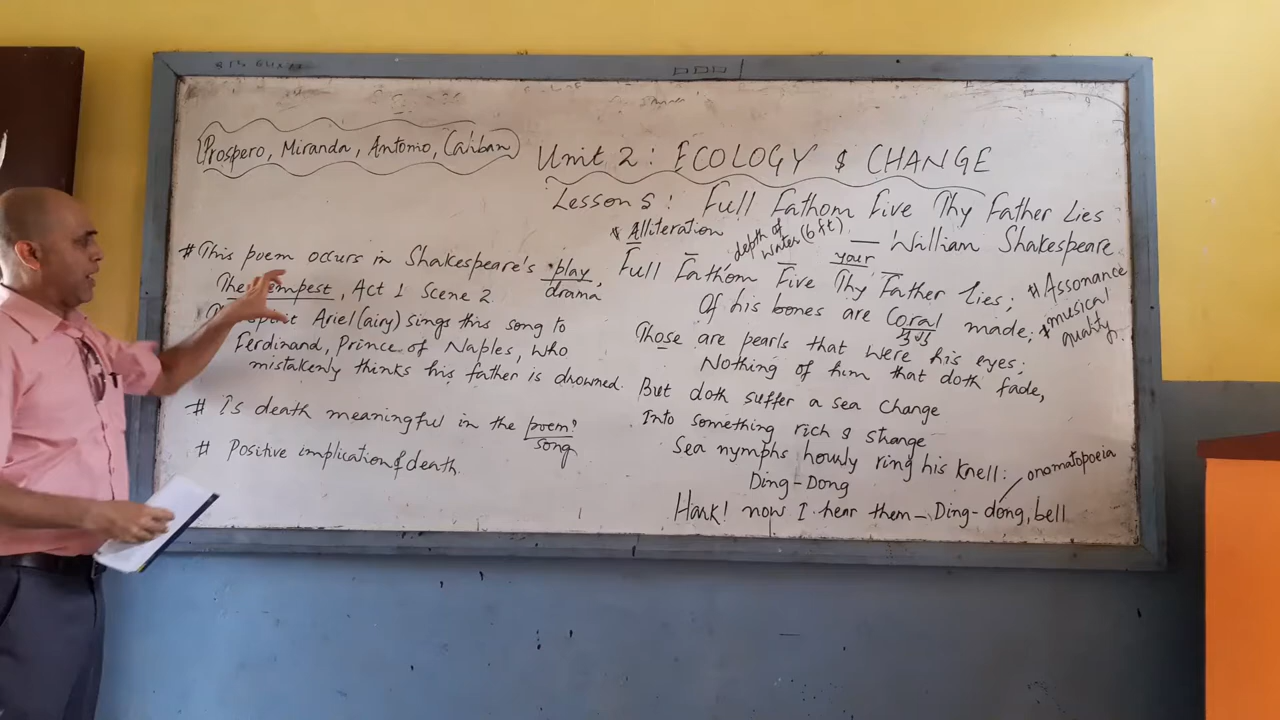 Prospero, Miranda, Antonio, Caliban
Unit 2: ECOLOGY & CHANGE
Lesson 5: Full Fathom Five Thy Father Lies
— William Shakespeare
# This poem occurs in Shakespeare's play,
drama
The Tempest, Act 1 Scene 2.
Spirit Ariel (airy) sings this song to
Ferdinand, Prince of Naples, who
mistakenly thinks his father is drowned.
# Is death meaningful in the poem?
song
# Positive implication of death.
* Alliteration
depth of
water (6ft)
your
Full Fathom Five Thy Father lies;
# Assonance
* musical
quality.
Of his bones are Coral made;
Those are pearls that were his eyes;
Nothing of him that doth fade,
But doth suffer a sea change
Into something rich & strange
Sea nymphs hourly ring his knell:
onomatopoeia
Ding-Dong
Hark! now I hear them – Ding-dong, bell